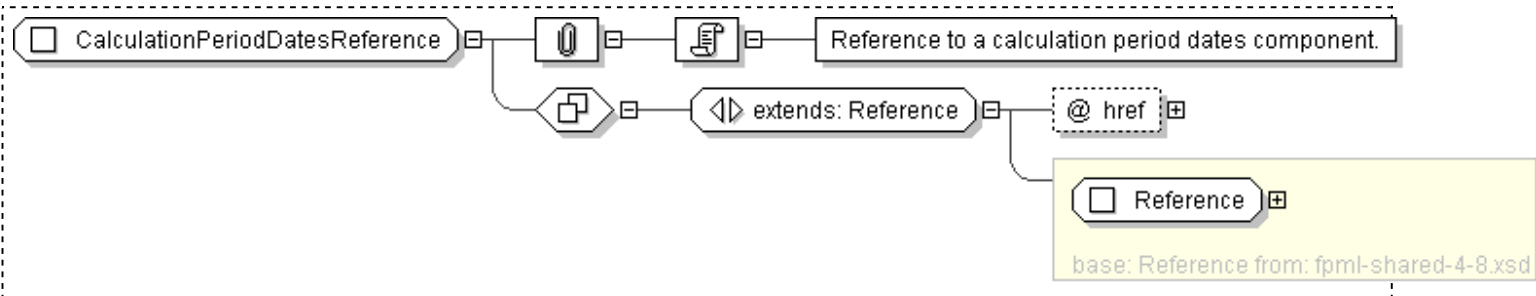 CalculationPeriodDatesReference
Reference to a calculation period dates component.
extends: Reference
@ href
Reference
base: Reference from: fpml-shared-4-8.xsd